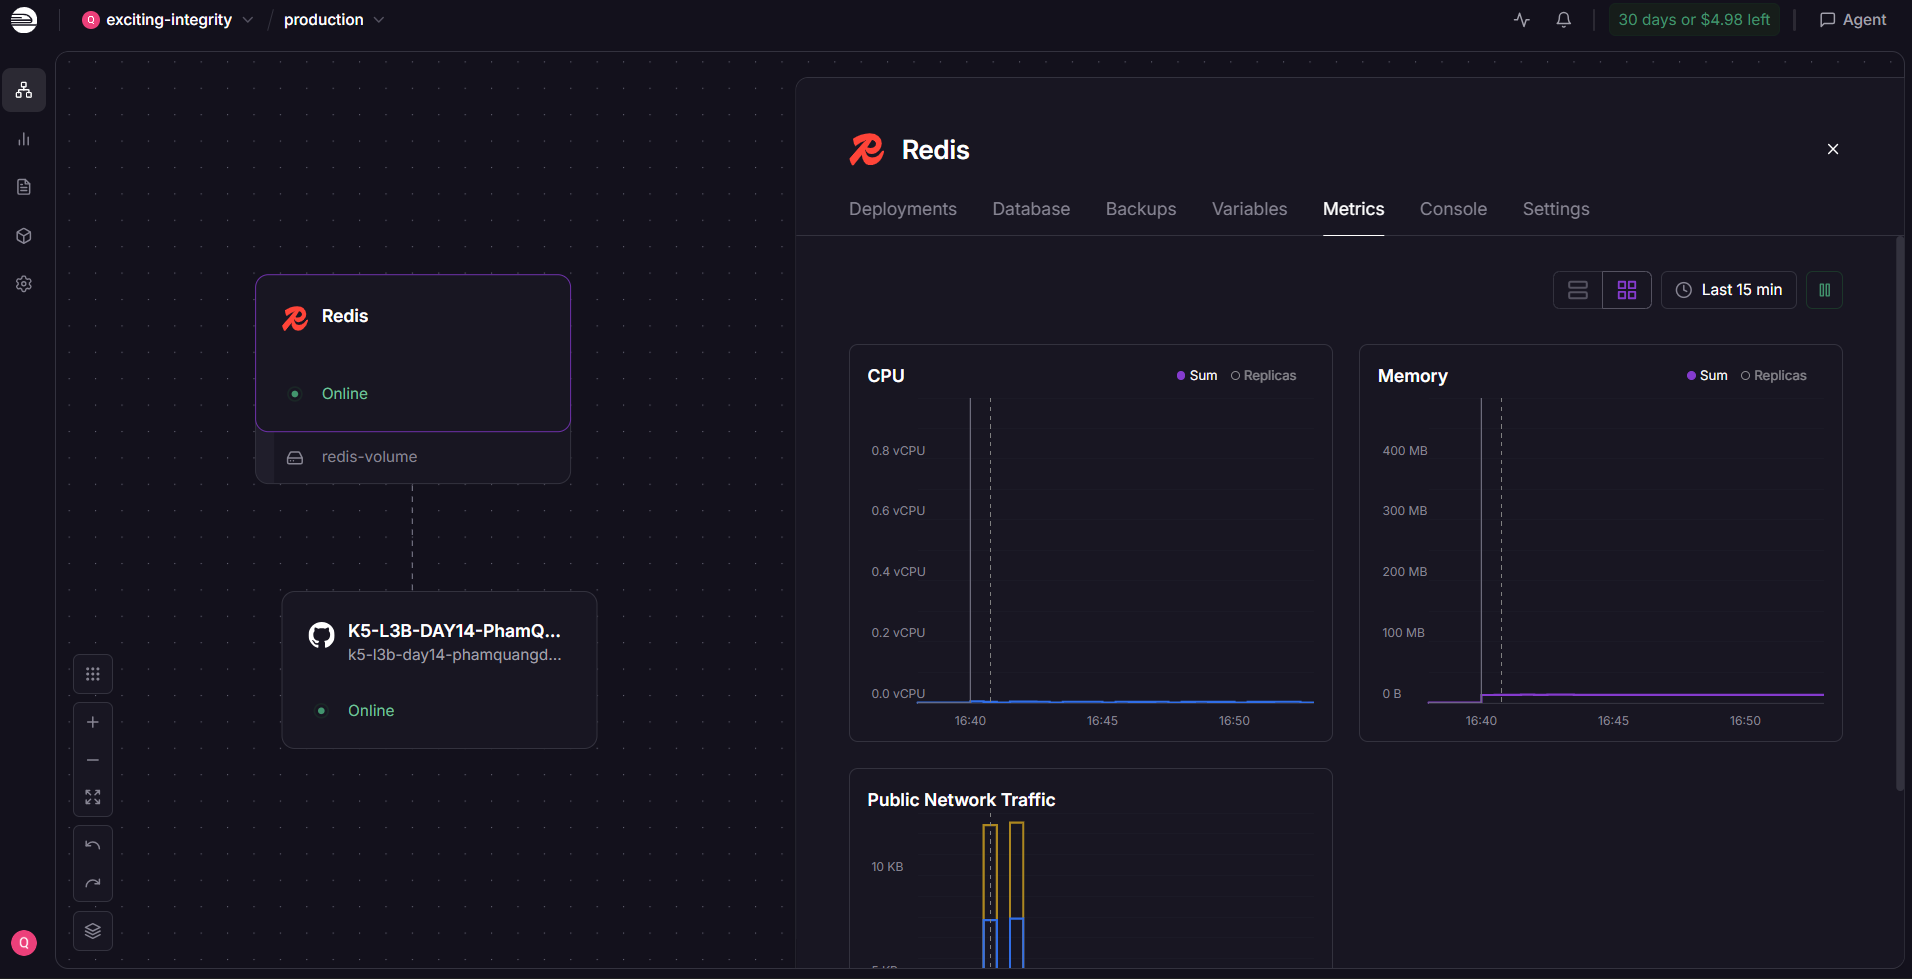 Q exciting-integrity / production
30 days or $4.98 left
Agent
Redis
Deployments Database Backups Variables Metrics Console Settings
Last 15 min
Redis
Online
redis-volume
K5-L3B-DAY14-PhamQ...
k5-l3b-day14-phamquangd...
Online
CPU
Sum Replicas
0.8 vCPU
0.6 vCPU
0.4 vCPU
0.2 vCPU
0.0 vCPU
16:40 16:45 16:50
Memory
Sum Replicas
400 MB
300 MB
200 MB
100 MB
0 B
16:40 16:45 16:50
Public Network Traffic
10 KB
5 KB
Q